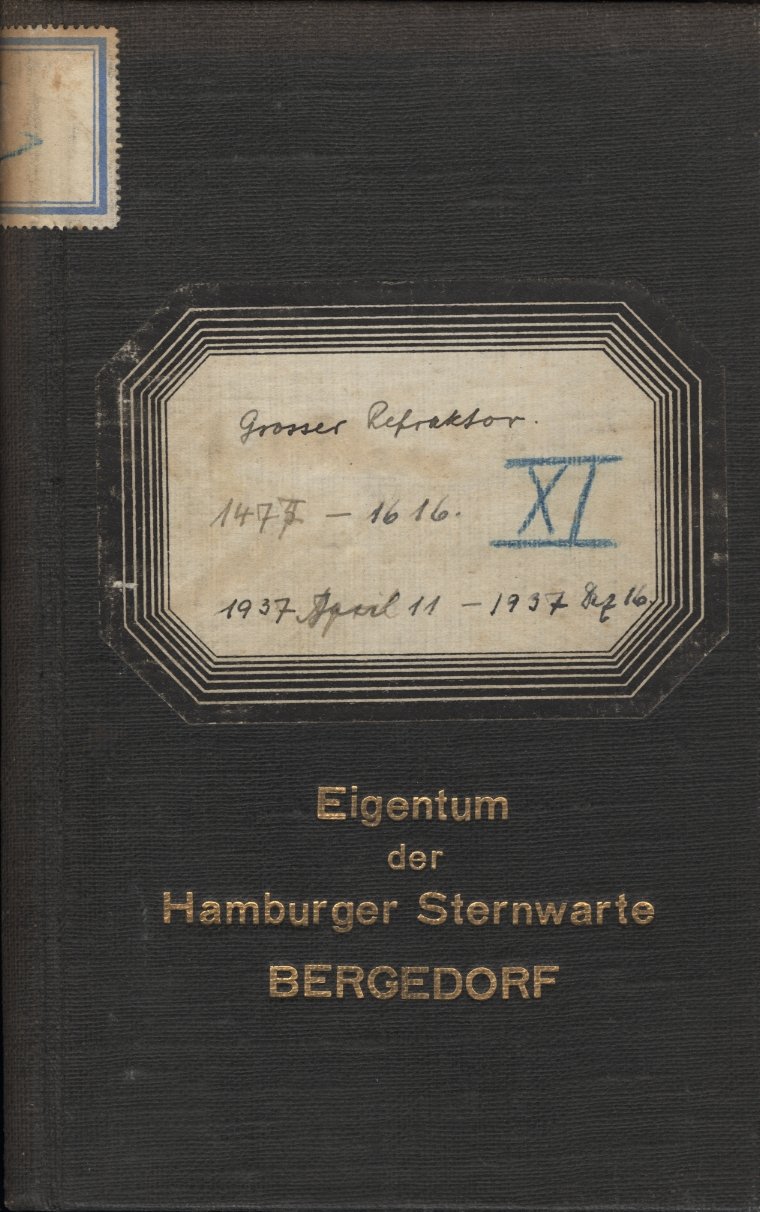 Grosser Refraktor.
XI
1477 – 1616.
1937 April 11 – 1937 Dez 16.
Eigentum
der
Hamburger Sternwarte
BERGEDORF